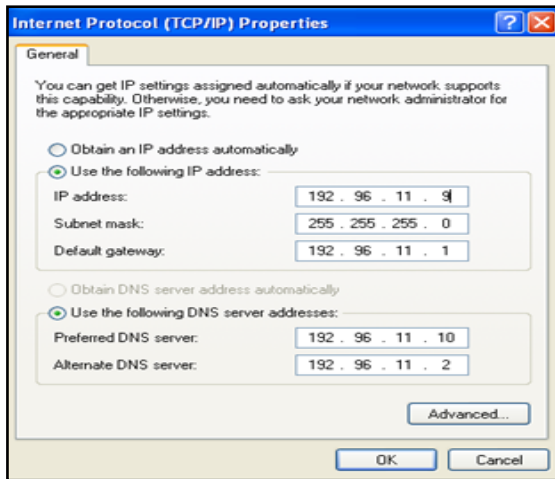 Internet Protocol (TCP/IP) Properties
General
You can get IP settings assigned automatically if your network supports
this capability. Otherwise, you need to ask your network administrator for
the appropriate IP settings.
Obtain an IP address automatically
Use the following IP address:
IP address: 192 . 96 . 11 . 9
Subnet mask: 255 . 255 . 255 . 0
Default gateway: 192 . 96 . 11 . 1
Obtain DNS server address automatically
Use the following DNS server addresses:
Preferred DNS server: 192 . 96 . 11 . 10
Alternate DNS server: 192 . 96 . 11 . 2
Advanced...
OK Cancel